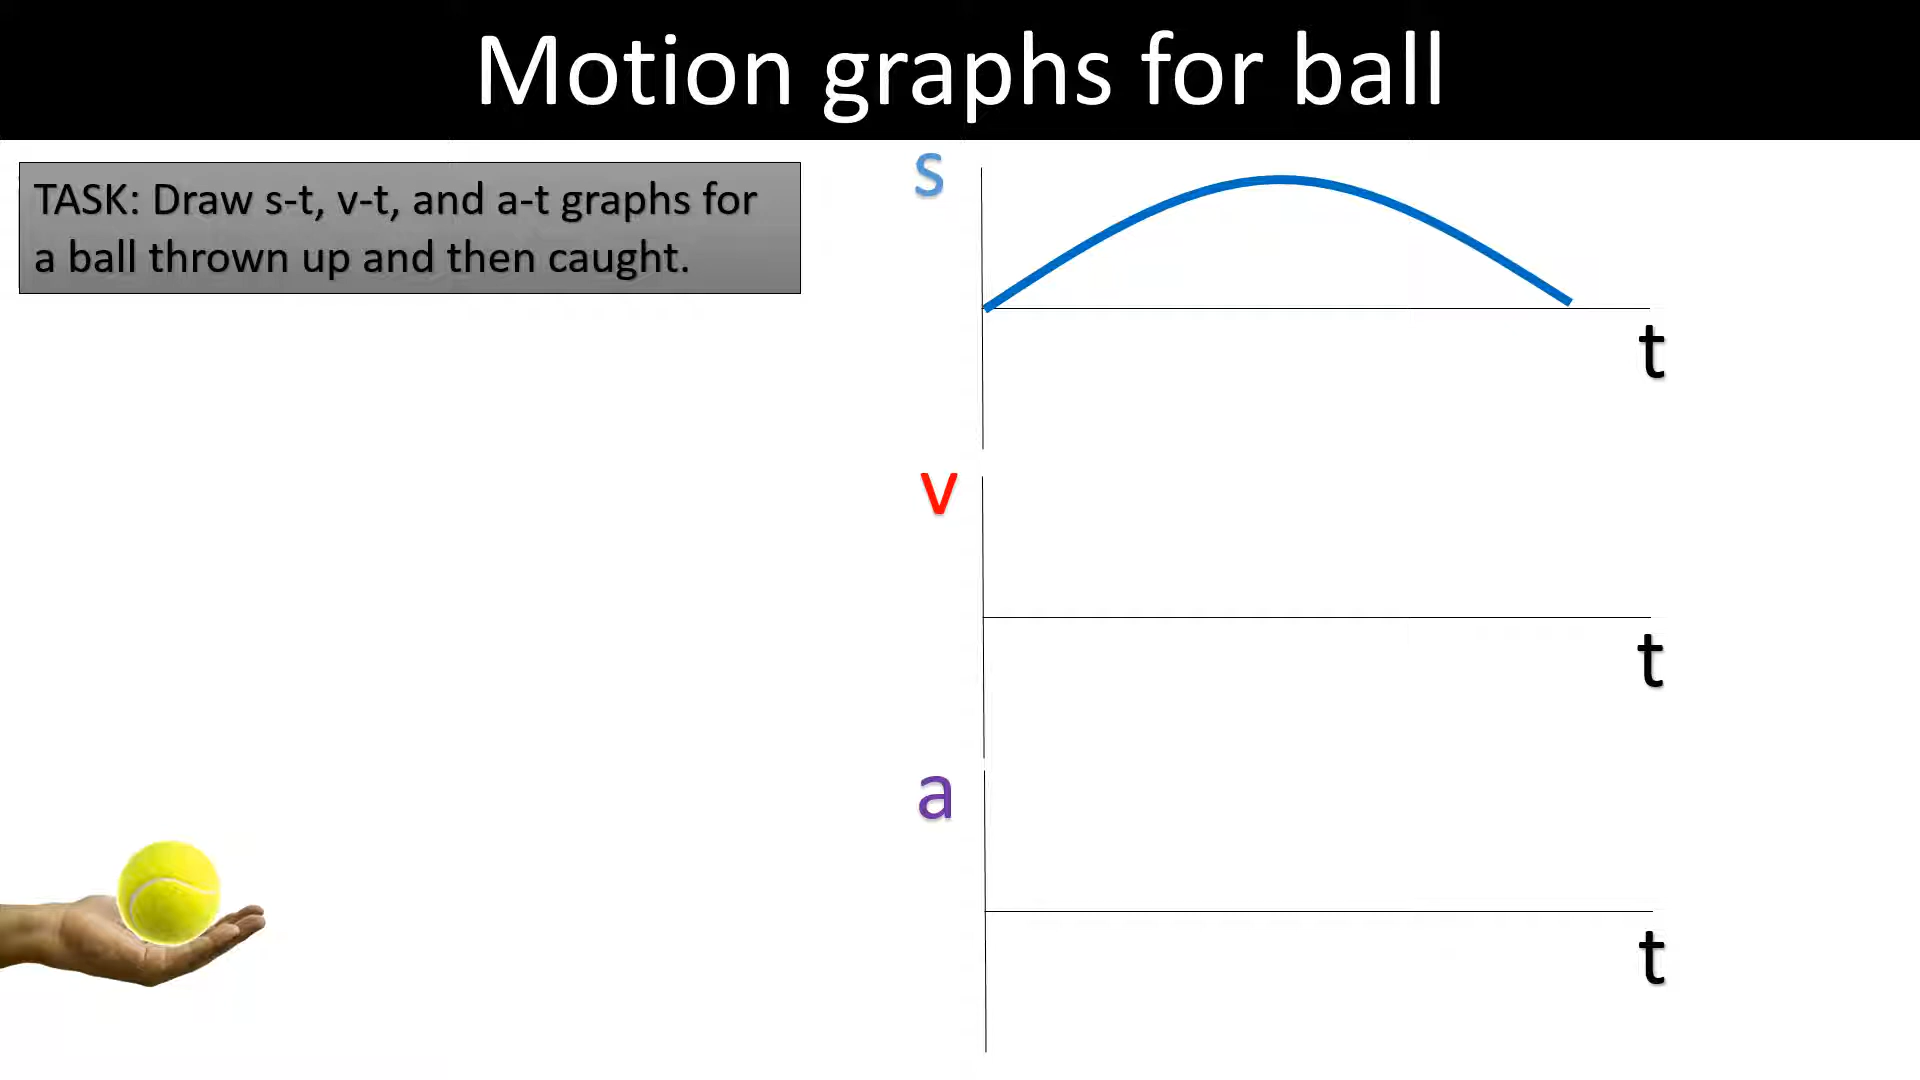 Motion graphs for ball
TASK: Draw s-t, v-t, and a-t graphs for
a ball thrown up and then caught.
s
t
v
t
a
t